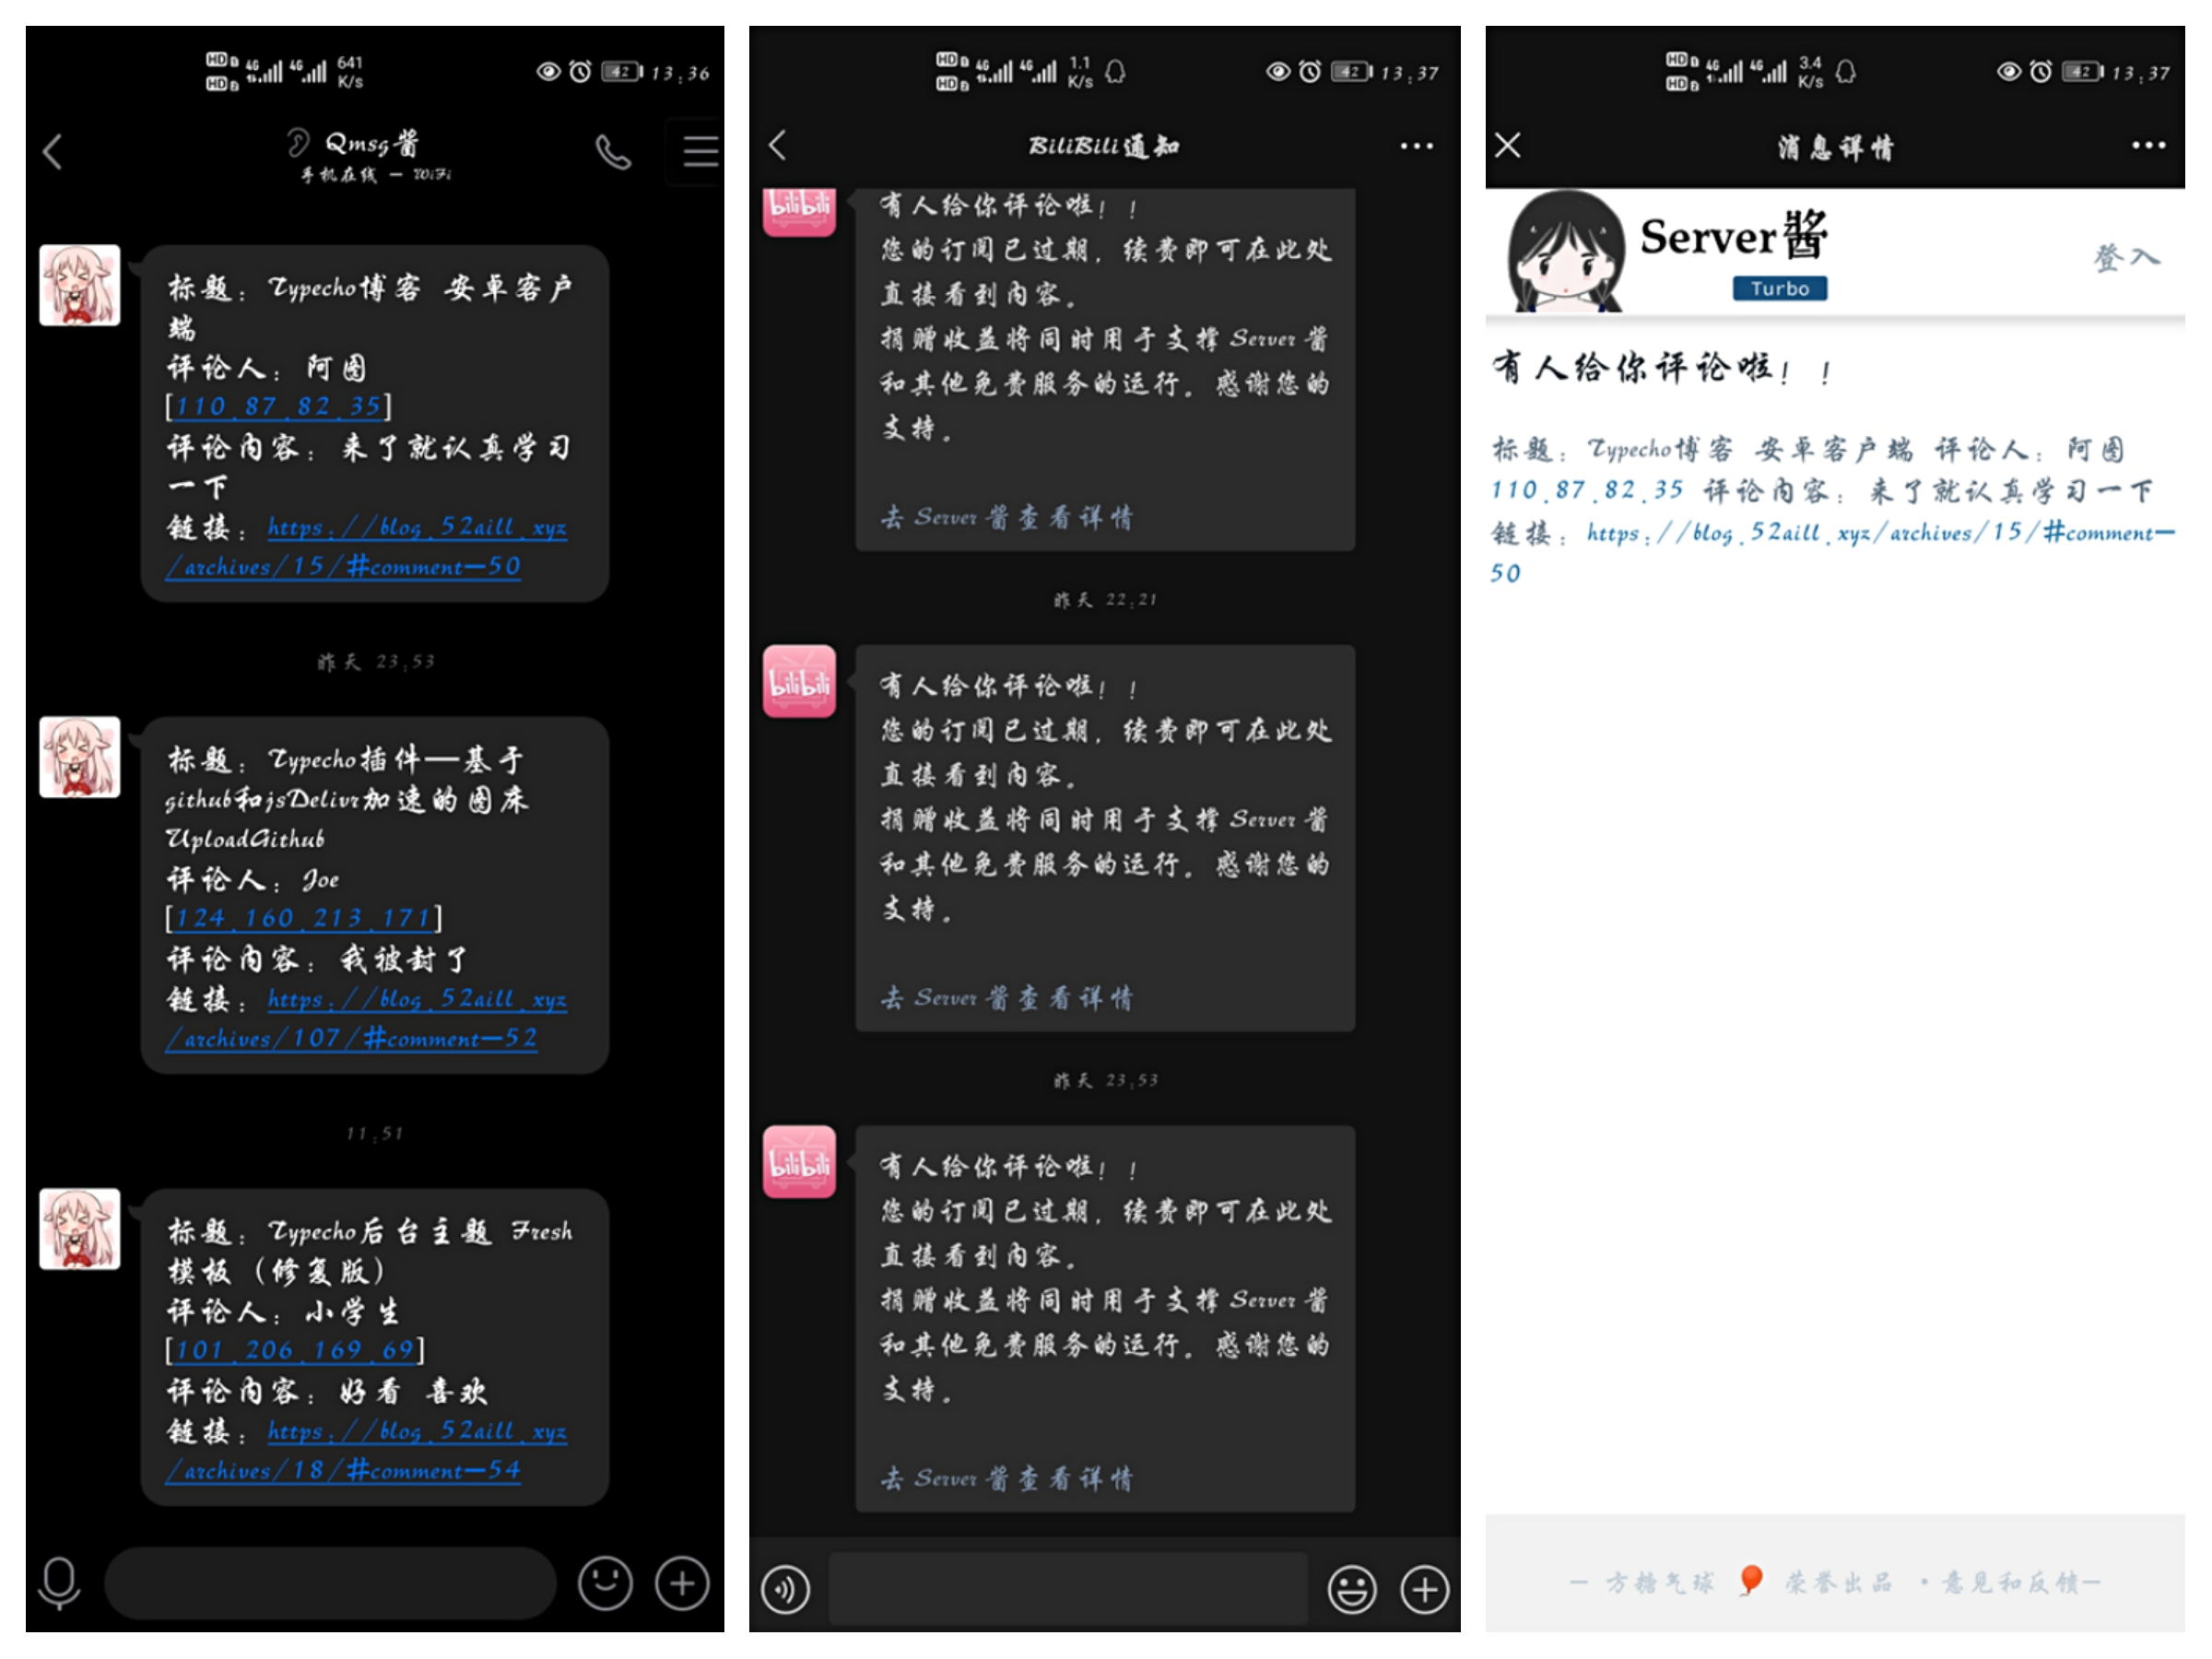 HD 1 4G 4G 641
HD 2 K/s
42 13:36
Qmsg酱
手机在线 - WiFi
标题：Typecho博客 安卓客户
端
评论人：阿图
[110.87.82.35]
评论内容：来了就认真学习
一下
链接：https://blog.52aill.xyz
/archives/15/#comment-50
昨天 23:53
标题：Typecho插件—基于
github和jsDelivr加速的图床
UploadGithub
评论人：Joe
[124.160.213.171]
评论内容：我被封了
链接：https://blog.52aill.xyz
/archives/107/#comment-52
11:51
标题：Typecho后台主题 Fresh
模板（修复版）
评论人：小学生
[101.206.169.69]
评论内容：好看 喜欢
链接：https://blog.52aill.xyz
/archives/18/#comment-54
HD 1 4G 4G 1.1
HD 2 K/s
42 13:37
BiliBili通知
bilibili
有人给你评论啦！！
您的订阅已过期，续费即可在此处
直接看到内容。
捐赠收益将同时用于支撑Server酱
和其他免费服务的运行。感谢您的
支持。
去Server酱查看详情
昨天 22:21
bilibili
有人给你评论啦！！
您的订阅已过期，续费即可在此处
直接看到内容。
捐赠收益将同时用于支撑Server酱
和其他免费服务的运行。感谢您的
支持。
去Server酱查看详情
昨天 23:53
bilibili
有人给你评论啦！！
您的订阅已过期，续费即可在此处
直接看到内容。
捐赠收益将同时用于支撑Server酱
和其他免费服务的运行。感谢您的
支持。
去Server酱查看详情
HD 1 4G 4G 3.4
HD 2 K/s
42 13:37
消息详情
Server酱
Turbo
登入
有人给你评论啦！！
标题：Typecho博客 安卓客户端 评论人：阿图
110.87.82.35 评论内容：来了就认真学习一下
链接：https://blog.52aill.xyz/archives/15/#comment-
50
- 方糖气球 🎈 荣誉出品 · 意见和反馈-